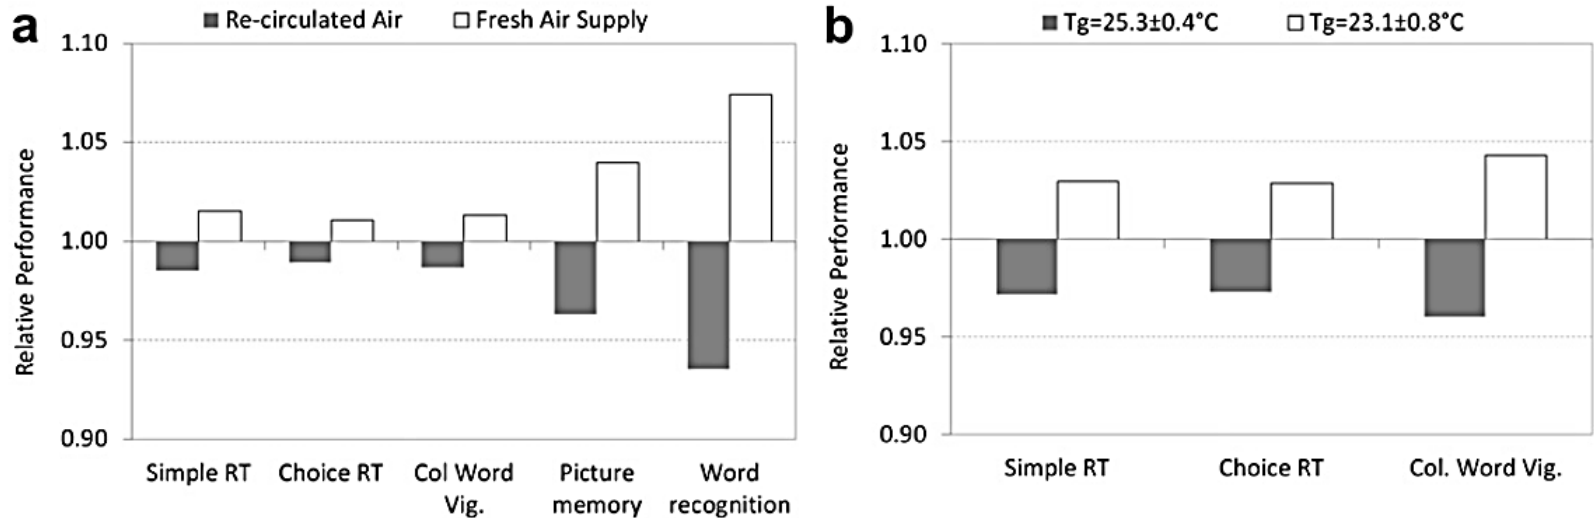 a
Re-circulated Air
Fresh Air Supply
1.10
1.05
1.00
0.95
0.90
Relative Performance
Simple RT
Choice RT
Col Word
Vig.
Picture
memory
Word
recognition
b
Tg=25.3±0.4°C
Tg=23.1±0.8°C
1.10
1.05
1.00
0.95
0.90
Relative Performance
Simple RT
Choice RT
Col. Word Vig.